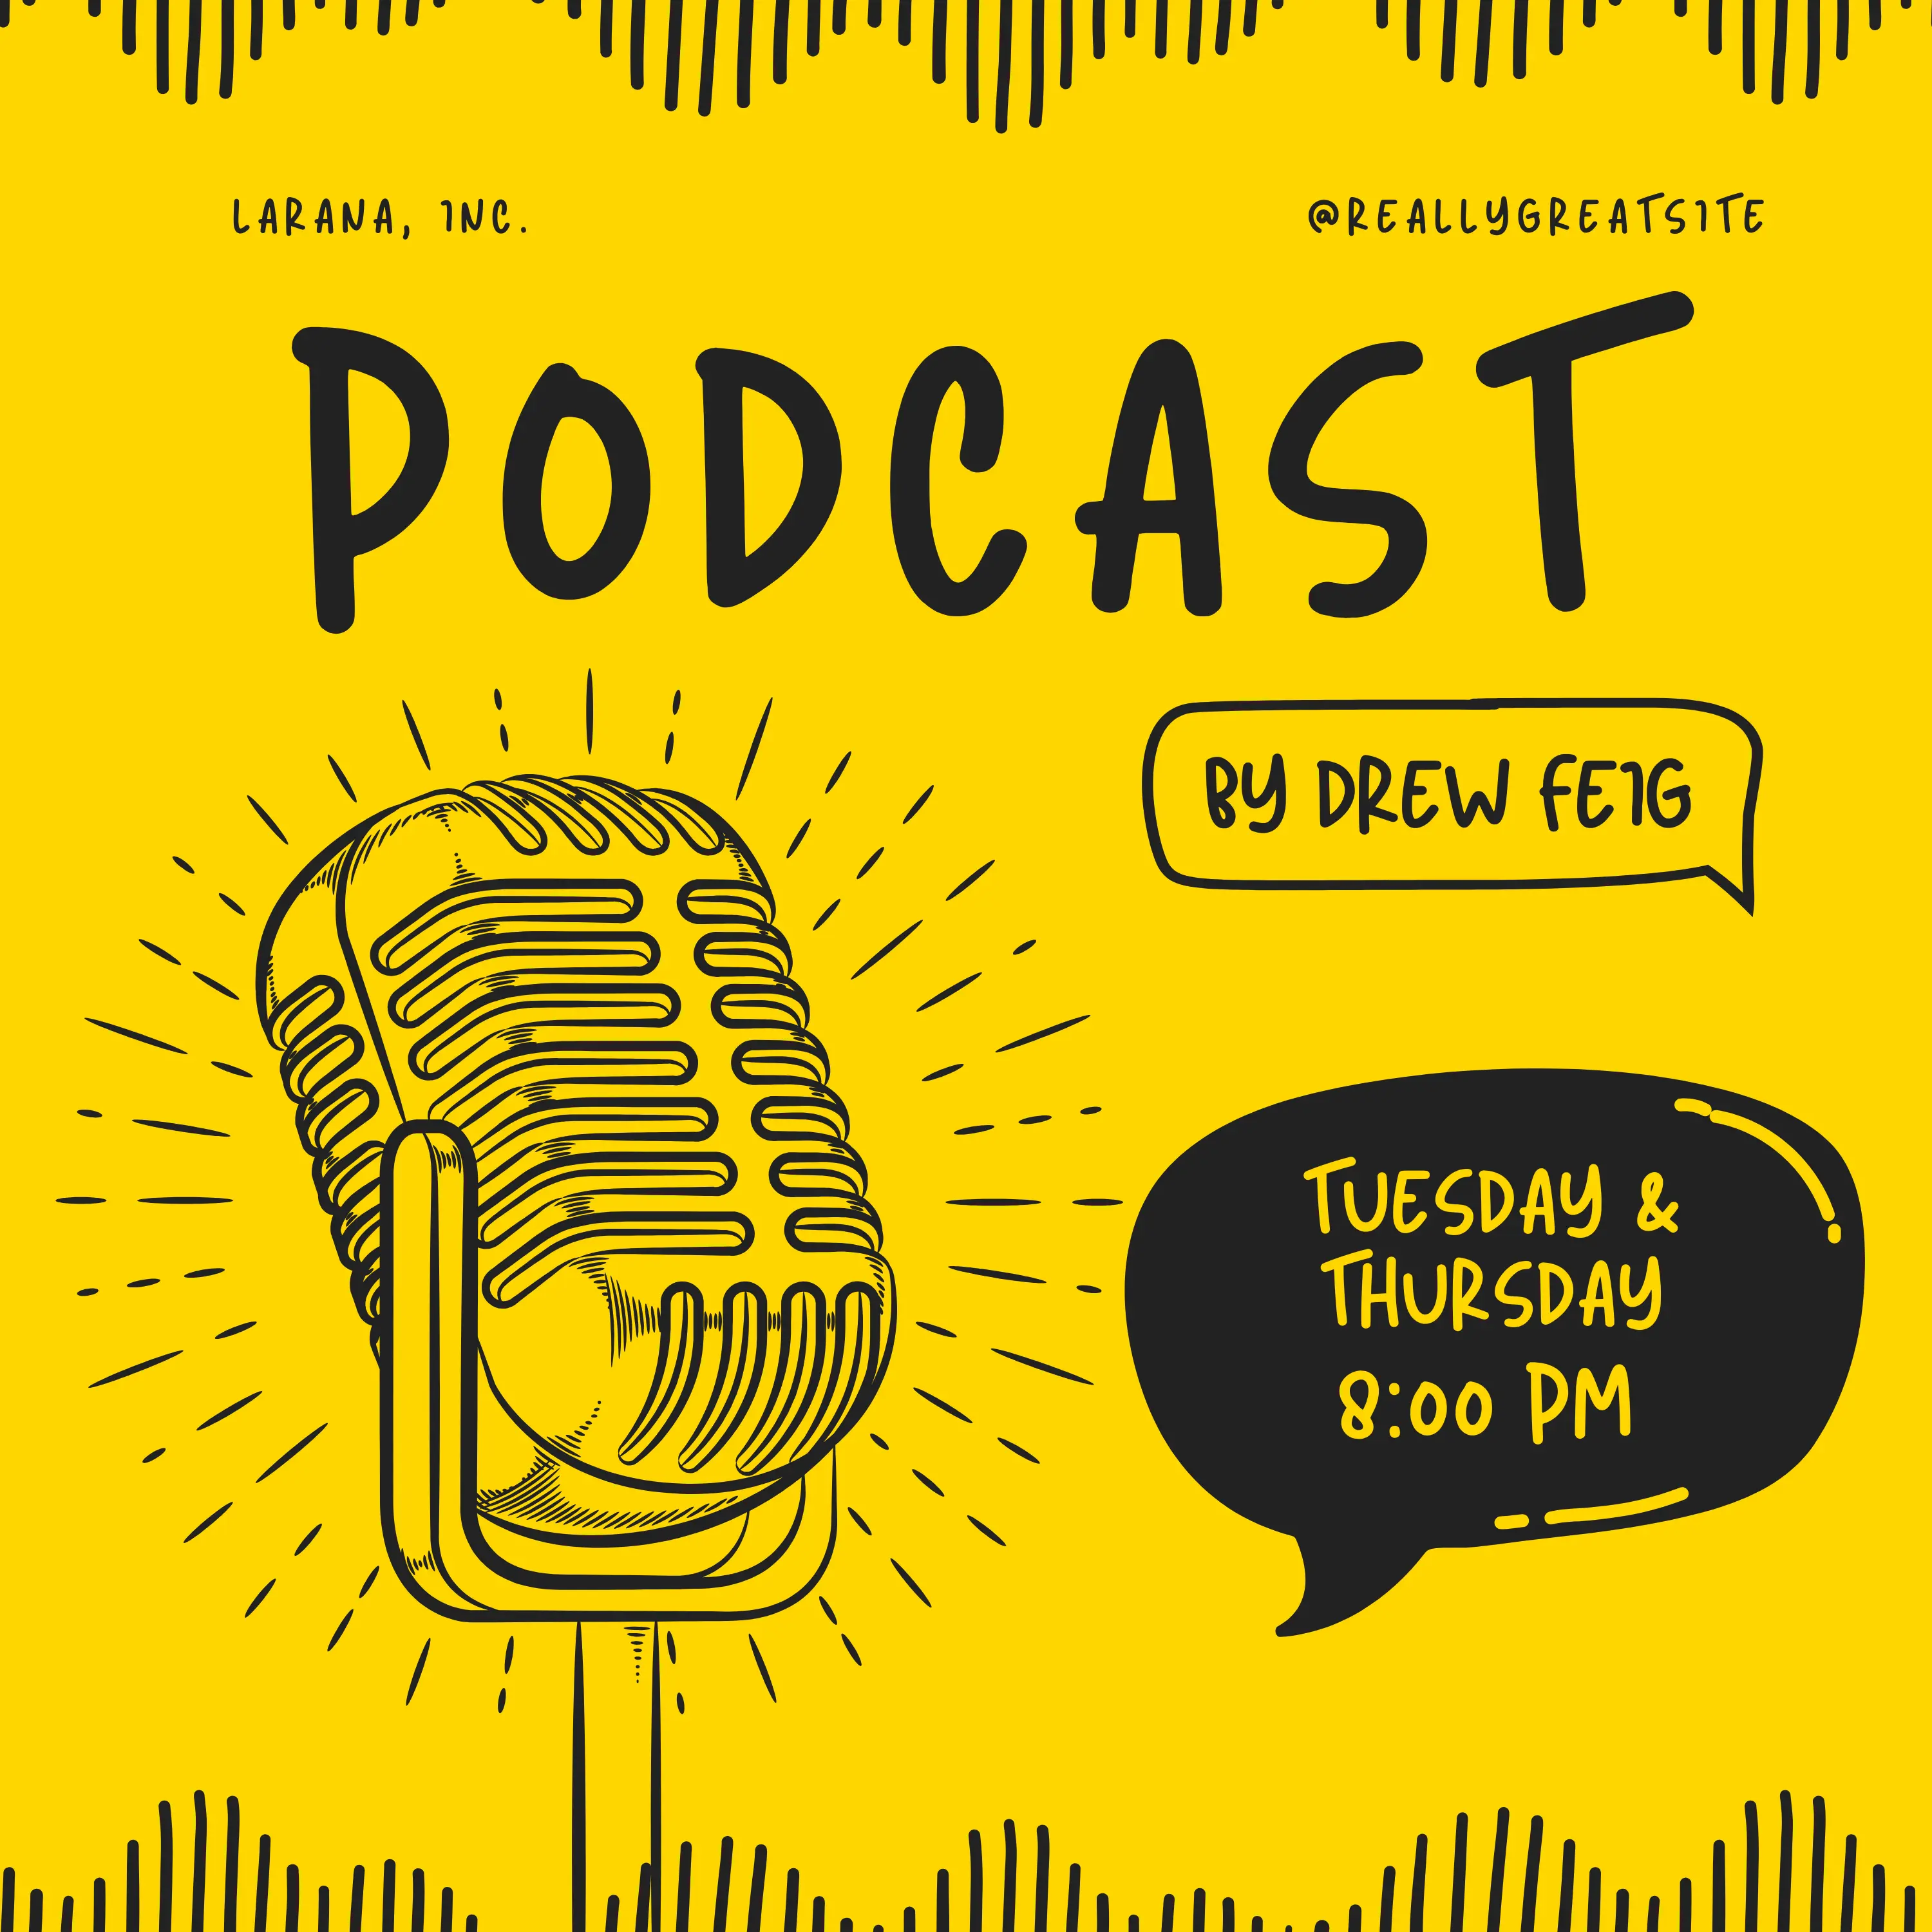 LARANA, INC.
@REALLYGREATSITE
PODCAST
BY DREW FEIG
TUESDAY &
THURSDAY
8:00 PM